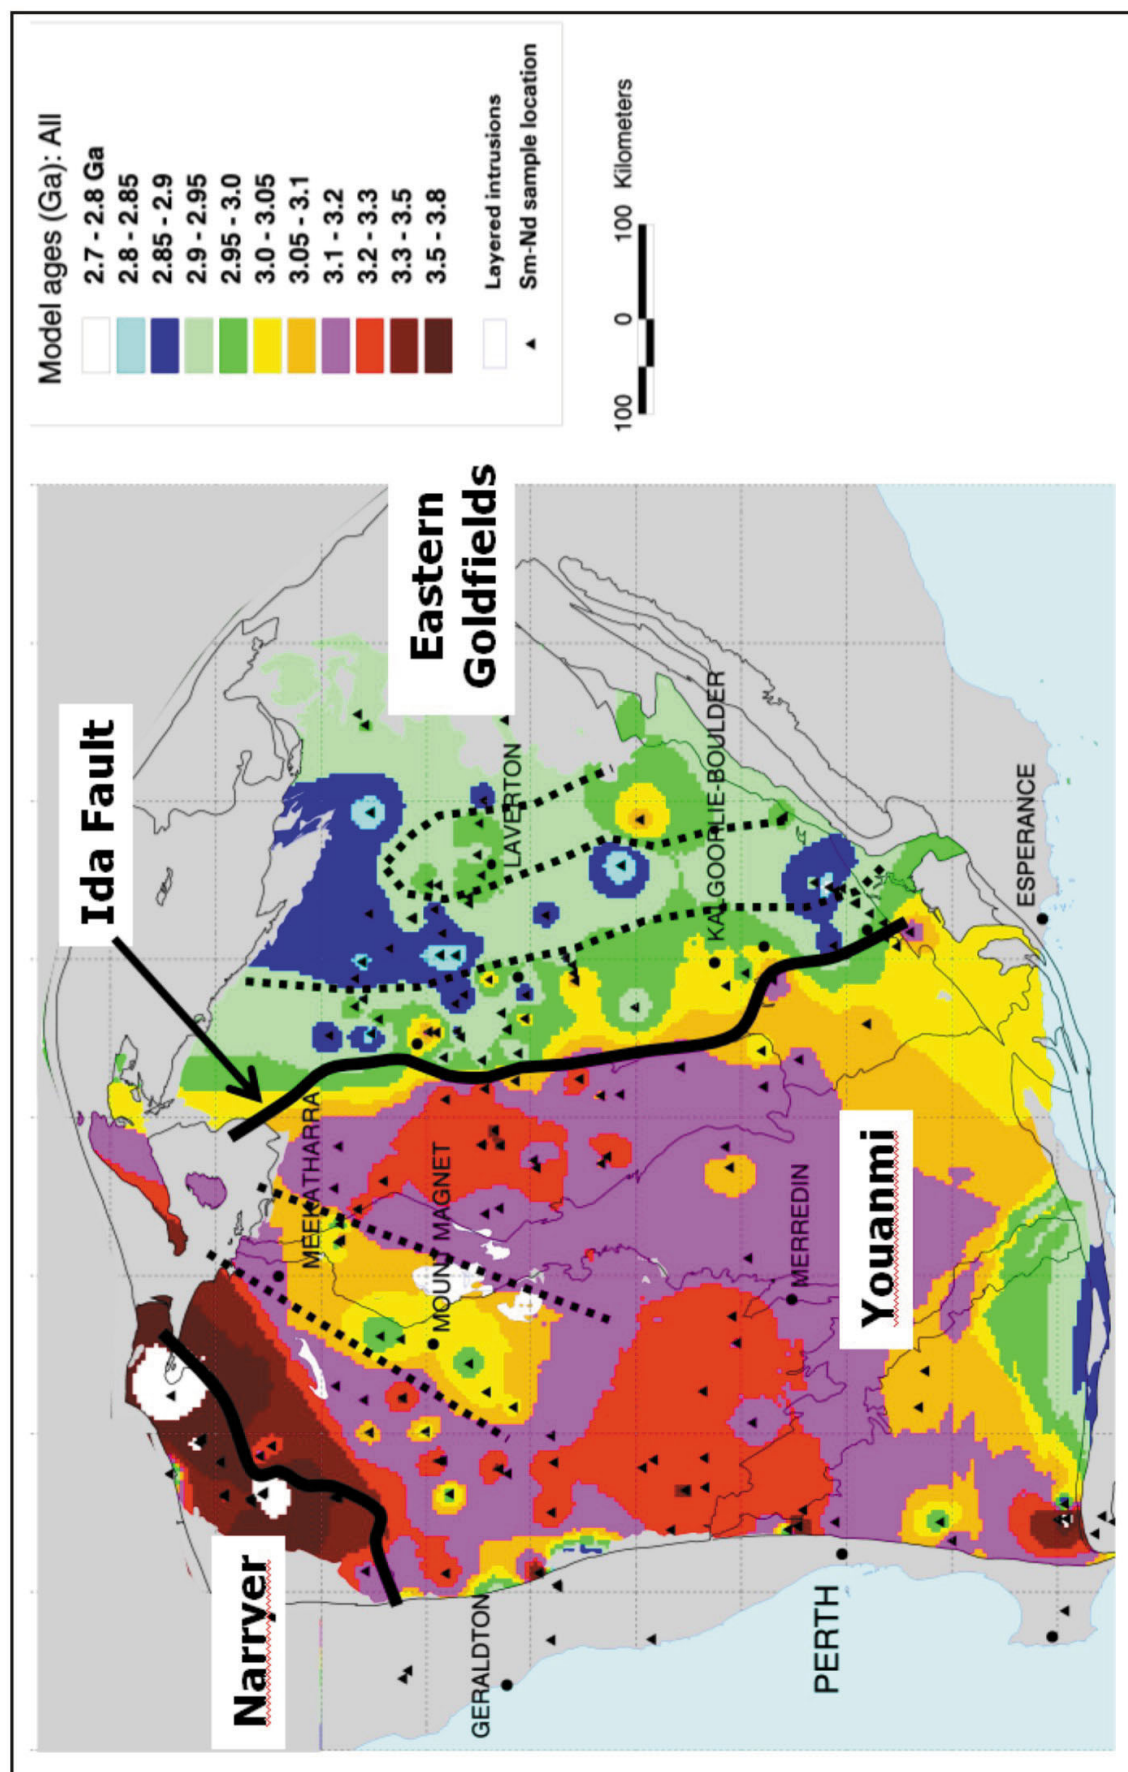 Model ages (Ga): All
2.7 - 2.8 Ga
2.8 - 2.85
2.85 - 2.9
2.9 - 2.95
2.95 - 3.0
3.0 - 3.05
3.05 - 3.1
3.1 - 3.2
3.2 - 3.3
3.3 - 3.5
3.5 - 3.8
Layered intrusions
Sm-Nd sample location
100 0 100 Kilometers
Ida Fault
Eastern
Goldfields
Narryer
Youanmi
MEEKATHARRA
MOUNT MAGNET
LAVERTON
KALGOORLIE-BOULDER
GERALDTON
MERREDIN
PERTH
ESPERANCE